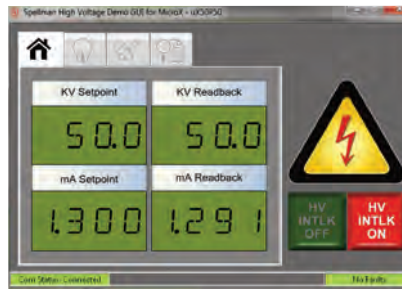 Spellman High Voltage Demo GUI for MicroX - uX50P50
KV Setpoint
KV Readback
50.0
50.0
mA Setpoint
mA Readback
1.300
1.291
HV
INTLK
OFF
HV
INTLK
ON
Com Status- Connected
No Faults